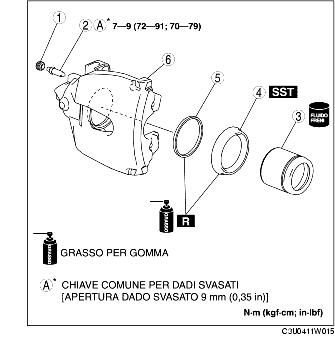 1
2 A* 7—9 (72—91; 70—79)
6
5
4 SST
3
FLUIDO FRENI
R
GRASSO PER GOMMA
A* CHIAVE COMUNE PER DADI SVASATI
[APERTURA DADO SVASATO 9 mm (0,35 in)]
N·m (kgf·cm; in·lbf)
C3U0411W015